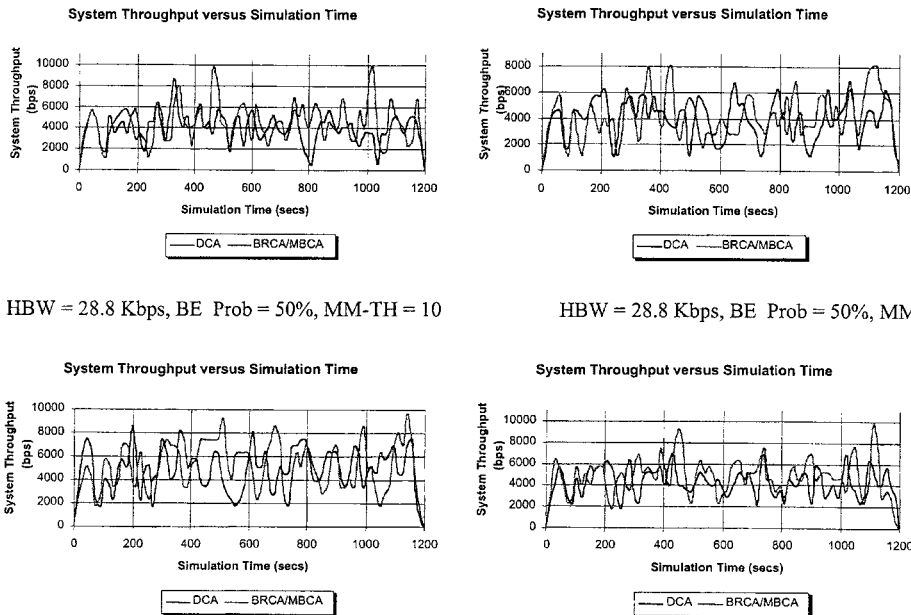 System Throughput versus Simulation Time
System Throughput
(bps)
10000
8000
6000
4000
2000
0
0 200 400 600 800 1000 1200
Simulation Time (secs)
DCA BRCA/MBCA
System Throughput versus Simulation Time
System Throughput
(bps)
8000
6000
4000
2000
0
0 200 400 600 800 1000 1200
Simulation Time (secs)
DCA BRCA/MBCA
HBW = 28.8 Kbps, BE Prob = 50%, MM-TH = 10
HBW = 28.8 Kbps, BE Prob = 50%, MM
System Throughput versus Simulation Time
System Throughput
(bps)
10000
8000
6000
4000
2000
0
0 200 400 600 800 1000 1200
Simulation Time (secs)
DCA BRCA/MBCA
System Throughput versus Simulation Time
System Throughput
(bps)
10000
8000
6000
4000
2000
0
0 200 400 600 800 1000 1200
Simulation Time (secs)
DCA BRCA/MBCA